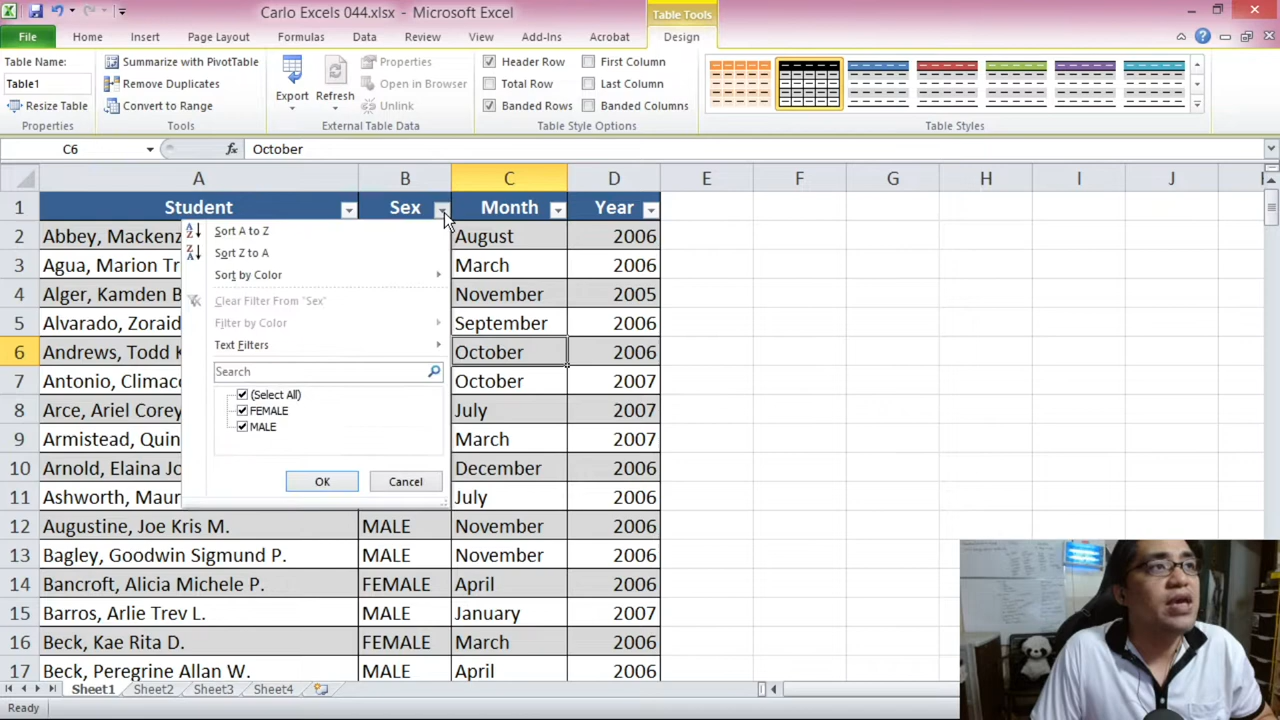 Carlo Excels 044.xlsx - Microsoft Excel
Table Tools
File Home Insert Page Layout Formulas Data Review View Add-Ins Acrobat Design
Table Name:
Table1
Resize Table
Properties
Summarize with PivotTable
Remove Duplicates
Convert to Range
Tools
Export Refresh
Properties
Open in Browser
Unlink
External Table Data
Header Row First Column
Total Row Last Column
Banded Rows Banded Columns
Table Style Options
Table Styles
C6 fx October
A B C D E F G H I J
1 Student Sex Month Year
2 Abbey, Mackenz August 2006
3 Agua, Marion Tr March 2006
4 Alger, Kamden B November 2005
5 Alvarado, Zoraid September 2006
6 Andrews, Todd K October 2006
7 Antonio, Climaco October 2007
8 Arce, Ariel Corey July 2007
9 Armistead, Quin March 2007
10 Arnold, Elaina Jo December 2006
11 Ashworth, Maur July 2006
12 Augustine, Joe Kris M. MALE November 2006
13 Bagley, Goodwin Sigmund P. MALE November 2006
14 Bancroft, Alicia Michele P. FEMALE April 2006
15 Barros, Arlie Trev L. MALE January 2007
16 Beck, Kae Rita D. FEMALE March 2006
17 Beck, Peregrine Allan W. MALE April 2006
Sort A to Z
Sort Z to A
Sort by Color
Clear Filter From "Sex"
Filter by Color
Text Filters
Search
(Select All)
FEMALE
MALE
OK Cancel
Sheet1 Sheet2 Sheet3 Sheet4
Ready